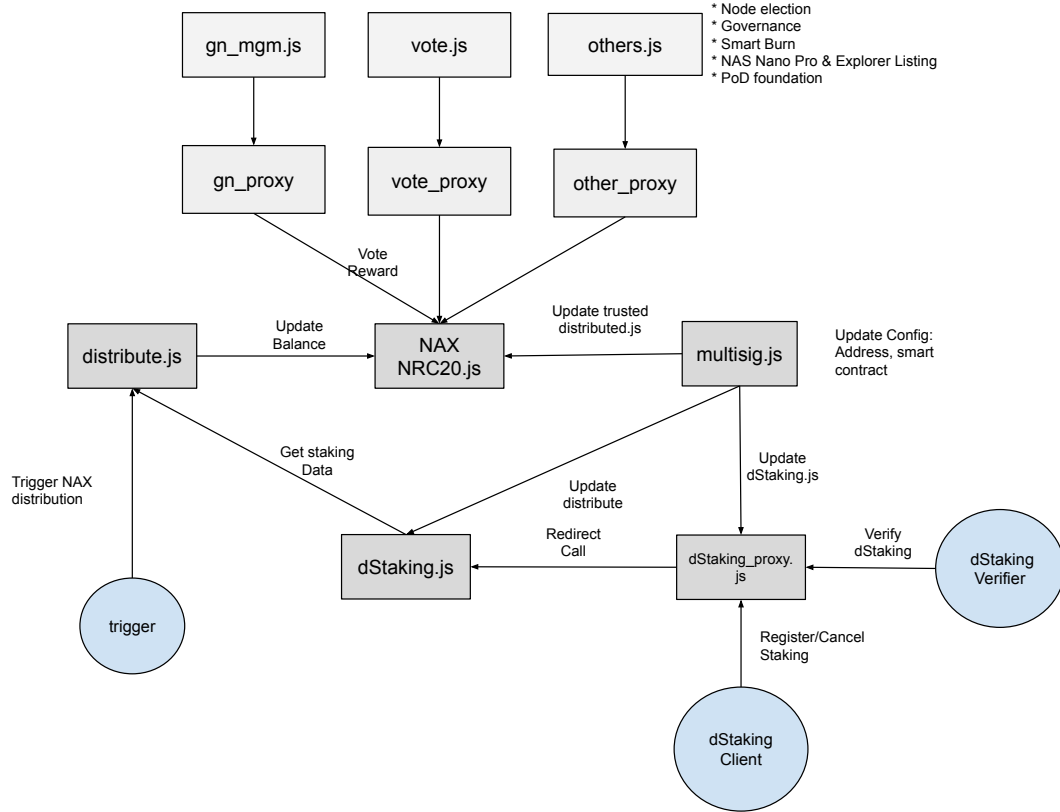 * Node election
* Governance
* Smart Burn
* NAS Nano Pro & Explorer Listing
* PoD foundation
gn_mgm.js
vote.js
others.js
gn_proxy
vote_proxy
other_proxy
Vote
Reward
Update
Balance
Update trusted
distributed.js
distribute.js
NAX
NRC20.js
multisig.js
Update Config:
Address, smart
contract
Get staking
Data
Trigger NAX
distribution
Update
distribute
Update
dStaking.js
Redirect
Call
Verify
dStaking
dStaking.js
dStaking_proxy.
js
dStaking
Verifier
trigger
Register/Cancel
Staking
dStaking
Client